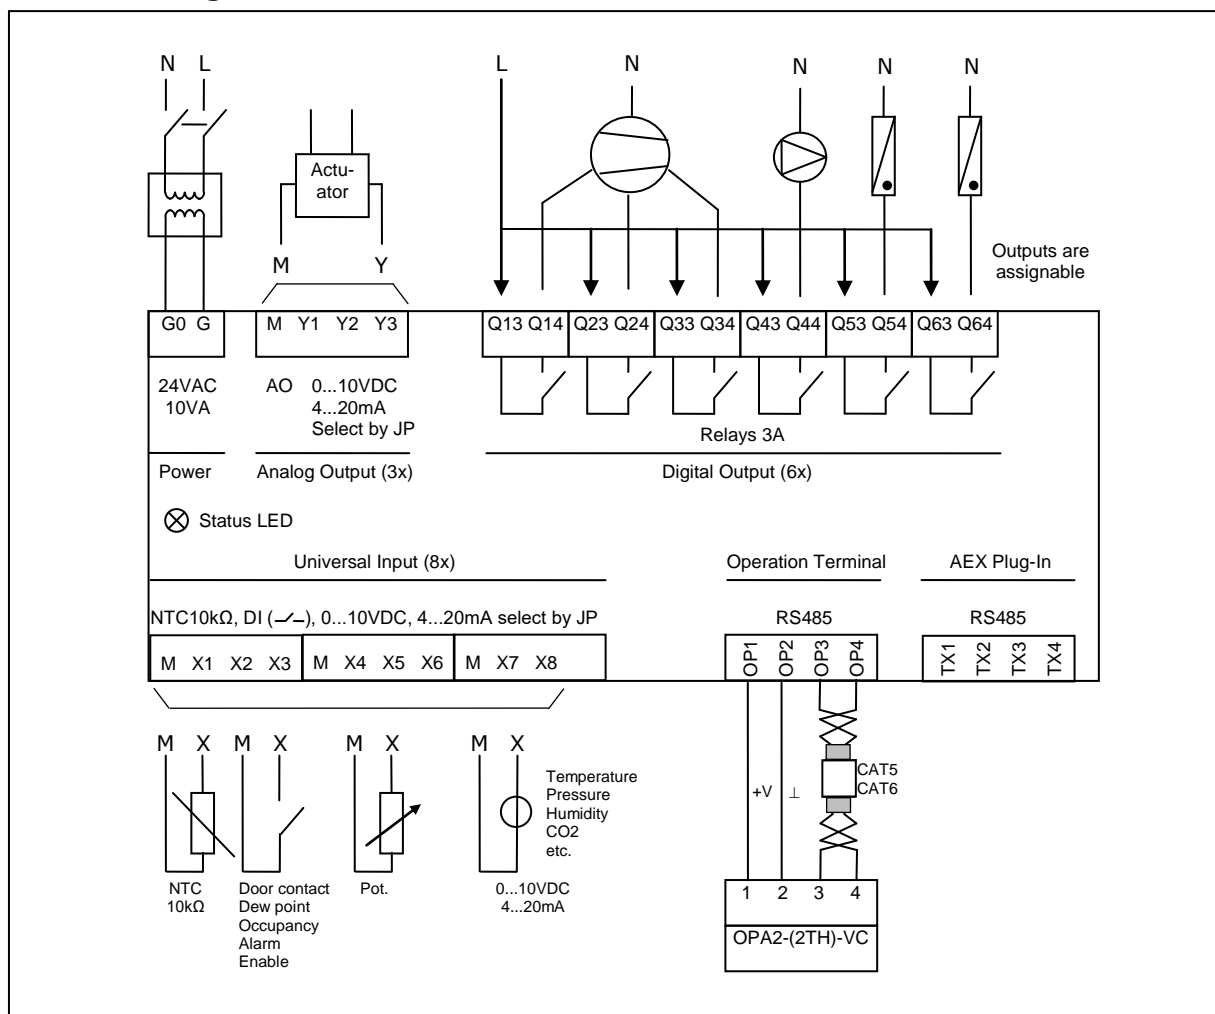 N L L N N N N
Actu-
ator
Outputs are
assignable
M Y
G0 G M Y1 Y2 Y3 Q13 Q14 Q23 Q24 Q33 Q34 Q43 Q44 Q53 Q54 Q63 Q64
24VAC
10VA
AO 0...10VDC
4...20mA
Select by JP
Relays 3A
Power Analog Output (3x) Digital Output (6x)
Status LED
Universal Input (8x) Operation Terminal AEX Plug-In
NTC10kΩ, DI ( ), 0...10VDC, 4...20mA select by JP RS485 RS485
M X1 X2 X3 M X4 X5 X6 M X7 X8 OP1 OP2 OP3 OP4 TX1 TX2 TX3 TX4
M X M X M X M X
Temperature
Pressure
Humidity
CO2
etc.
CAT5
CAT6
+V ⊥
NTC
10kΩ
Door contact
Dew point
Occupancy
Alarm
Enable
Pot.
0...10VDC
4...20mA
1 2 3 4
OPA2-(2TH)-VC